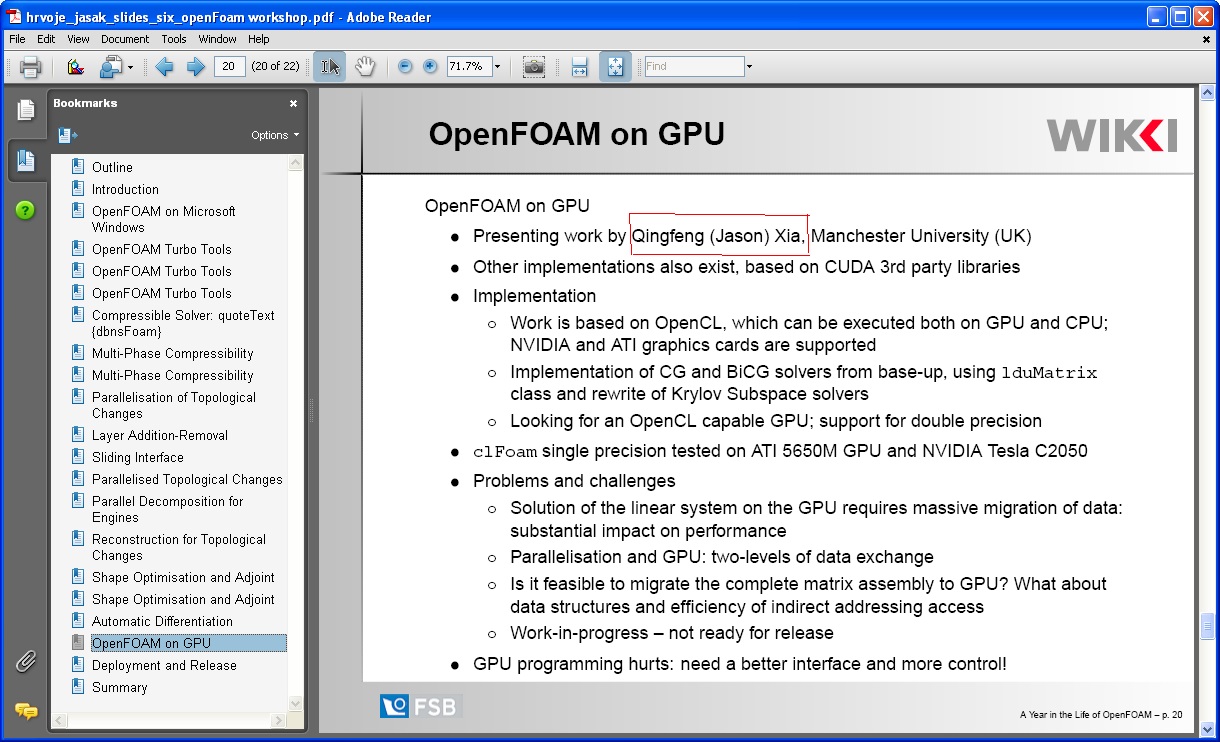 hrvoje_jasak_slides_six_openFoam workshop.pdf - Adobe Reader
File Edit View Document Tools Window Help
20 (20 of 22) 71.7% Find
Bookmarks
Options
Outline
Introduction
OpenFOAM on Microsoft
Windows
OpenFOAM Turbo Tools
OpenFOAM Turbo Tools
OpenFOAM Turbo Tools
Compressible Solver: quoteText
{dbnsFoam}
Multi-Phase Compressibility
Multi-Phase Compressibility
Parallelisation of Topological
Changes
Layer Addition-Removal
Sliding Interface
Parallelised Topological Changes
Parallel Decomposition for
Engines
Reconstruction for Topological
Changes
Shape Optimisation and Adjoint
Shape Optimisation and Adjoint
Automatic Differentiation
OpenFOAM on GPU
Deployment and Release
Summary
OpenFOAM on GPU
WIKKI
OpenFOAM on GPU
● Presenting work by Qingfeng (Jason) Xia, Manchester University (UK)
● Other implementations also exist, based on CUDA 3rd party libraries
● Implementation
○ Work is based on OpenCL, which can be executed both on GPU and CPU;
NVIDIA and ATI graphics cards are supported
○ Implementation of CG and BiCG solvers from base-up, using lduMatrix
class and rewrite of Krylov Subspace solvers
○ Looking for an OpenCL capable GPU; support for double precision
● clFoam single precision tested on ATI 5650M GPU and NVIDIA Tesla C2050
● Problems and challenges
○ Solution of the linear system on the GPU requires massive migration of data:
substantial impact on performance
○ Parallelisation and GPU: two-levels of data exchange
○ Is it feasible to migrate the complete matrix assembly to GPU? What about
data structures and efficiency of indirect addressing access
○ Work-in-progress – not ready for release
● GPU programming hurts: need a better interface and more control!
FSB
A Year in the Life of OpenFOAM – p. 20